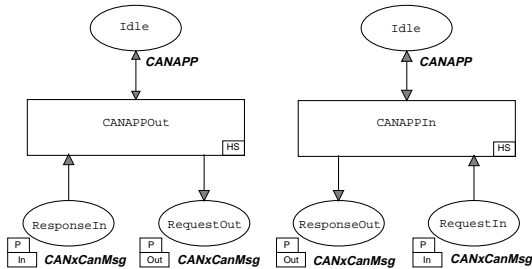 Idle
Idle
CANAPP
CANAPP
CANAPPOut
CANAPPIn
HS
HS
ResponseIn
RequestOut
ResponseOut
RequestIn
P
P
P
P
In
CANxCanMsg
Out
CANxCanMsg
Out
CANxCanMsg
In
CANxCanMsg